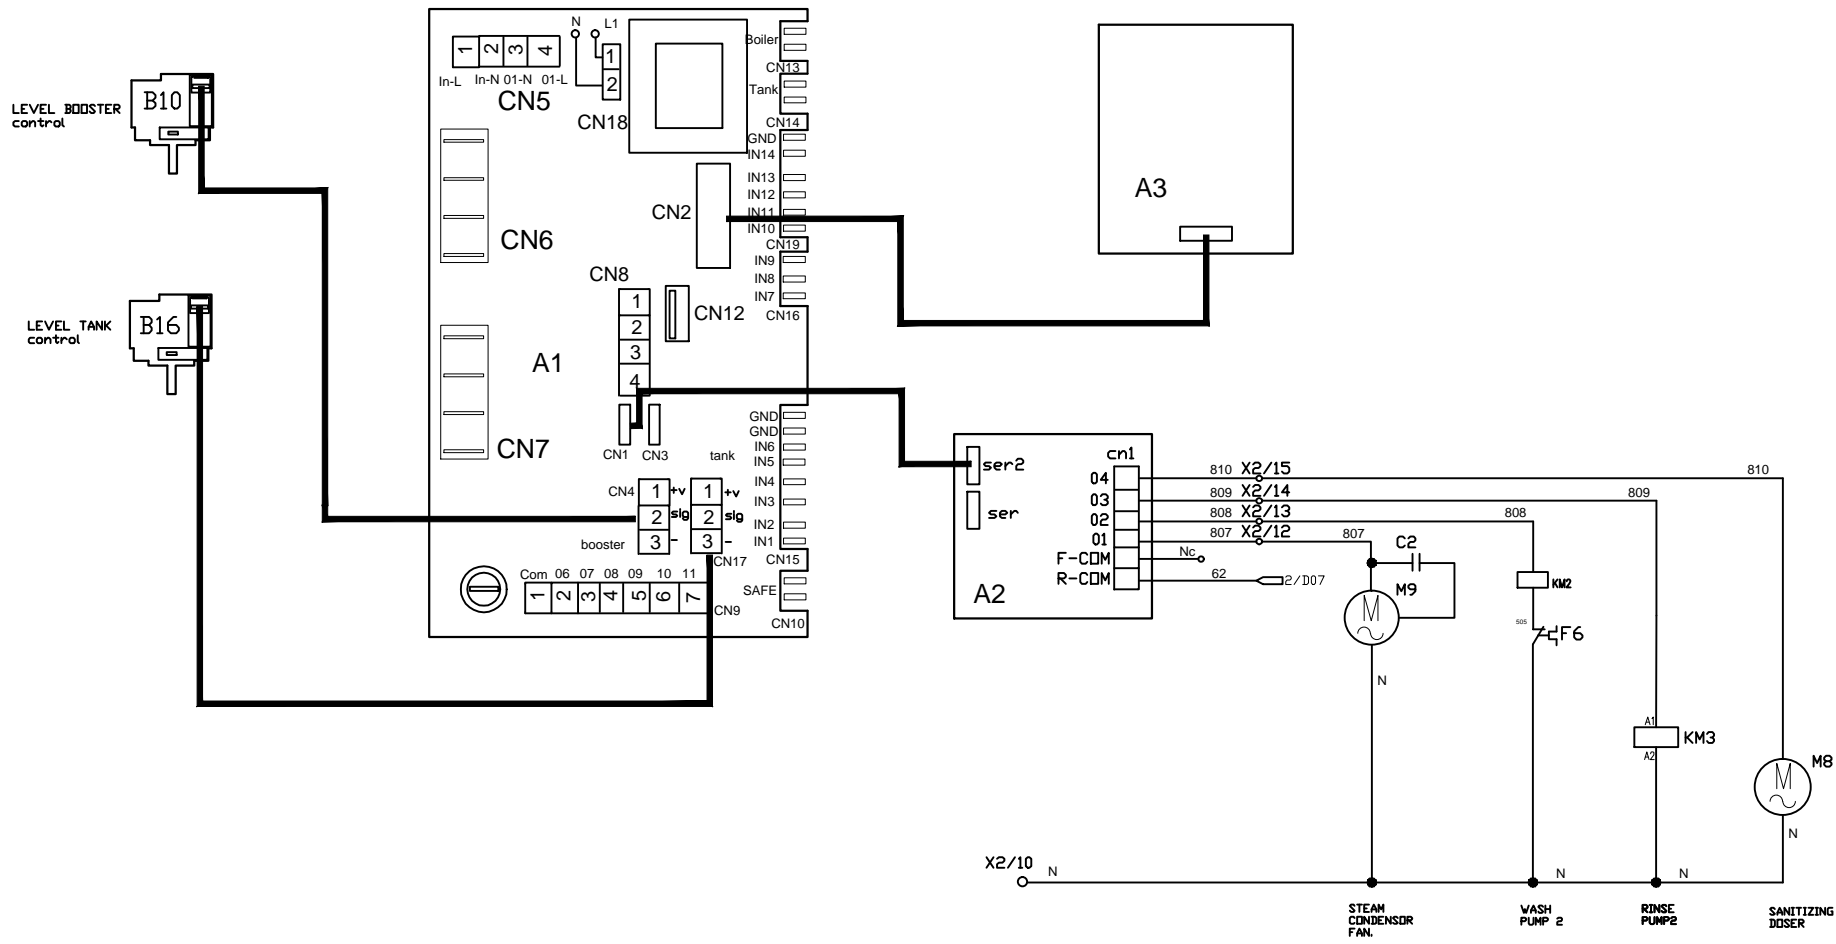 LEVEL BOOSTER
control
B10
LEVEL TANK
control
B16
1 2 3 4
In-L In-N 01-N 01-L
CN5
N L1
1
2
CN18
CN6
CN7
A1
CN2
CN8
1
2
3
4
CN12
CN1 CN3
tank
CN4
1 +v
2 sig
3 -
booster
1 +v
2 sig
3 -
CN17
Com 06 07 08 09 10 11
1 2 3 4 5 6 7
CN9
Boiler
CN13
Tank
CN14
GND
IN14
IN13
IN12
IN11
IN10
CN19
IN9
IN8
IN7
CN16
GND
GND
IN6
IN5
IN4
IN3
IN2
IN1
CN15
SAFE
CN10
A3
ser2
ser
A2
cn1
04
03
02
01
F-COM
R-COM
810 X2/15 810
809 X2/14 809
808 X2/13 808
807 X2/12 807
Nc
62 2/D07
C2
M9
M
N
KM2
505
F6
A1
KM3
A2
M8
M
N
X2/10 N N N
STEAM
CONDENSOR
FAN.
WASH
PUMP 2
RINSE
PUMP2
SANITIZING
DOSER